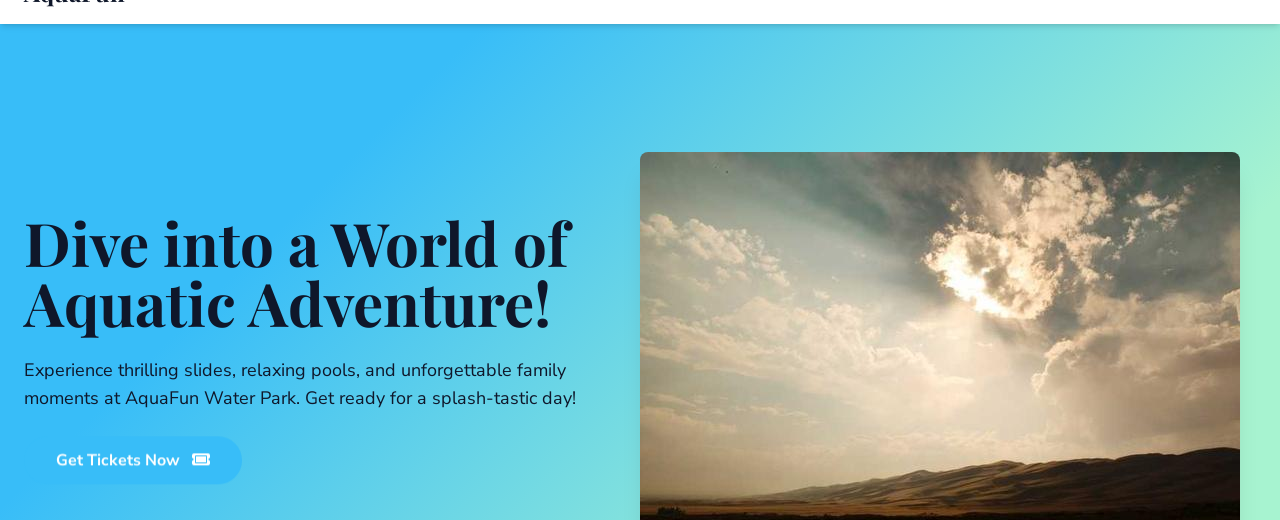 Dive into a World of
Aquatic Adventure!
Experience thrilling slides, relaxing pools, and unforgettable family
moments at AquaFun Water Park. Get ready for a splash-tastic day!
Get Tickets Now